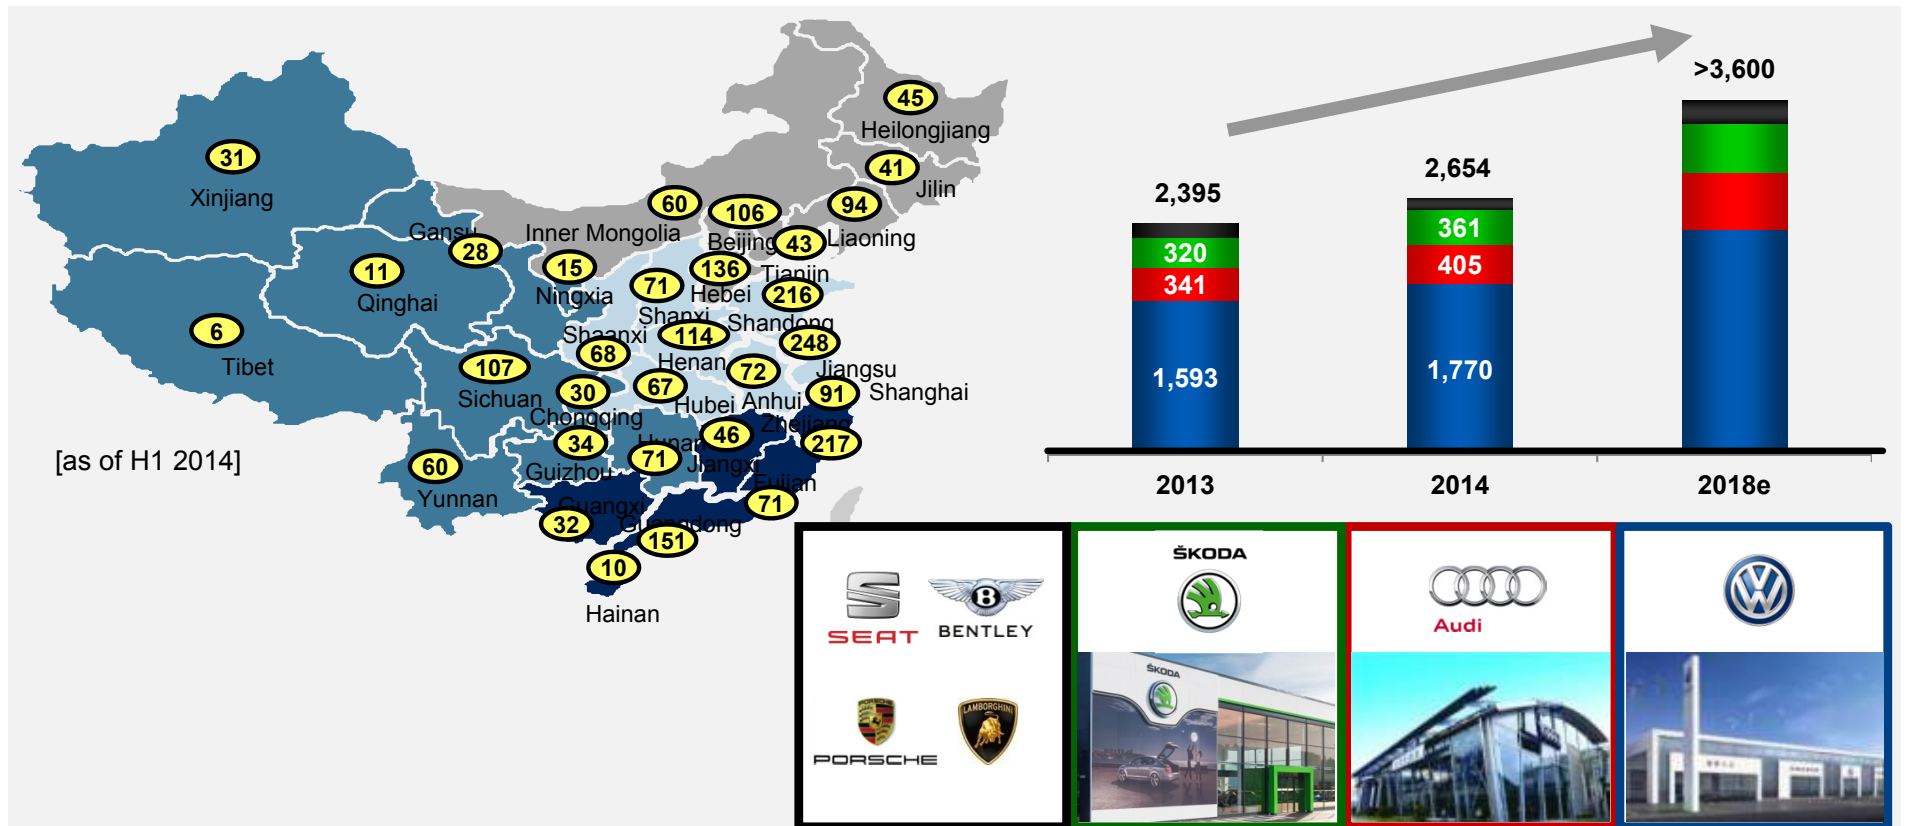 45
Heilongjiang
41
Jilin
31
Xinjiang
60
Inner Mongolia
106
Beijing
94
Liaoning
43
Tianjin
Gansu
28
15
Ningxia
136
Hebei
11
Qinghai
71
Shanxi
216
Shandong
6
Tibet
Shaanxi
68
114
Henan
248
Jiangsu
107
Sichuan
30
Chongqing
67
Hubei
72
Anhui
91
Shanghai
Zhejiang
217
34
Guizhou
Hunan
71
46
Jiangxi
60
Yunnan
Fujian
71
Guangxi
32
Guangdong
151
10
Hainan
[as of H1 2014]
>3,600
2,395
2,654
320
361
341
405
1,593
1,770
2013
2014
2018e
SEAT
B
BENTLEY
PORSCHE
PORSCHE
LAMBORGHINI
ŠKODA
ŠKODA
Audi
VW